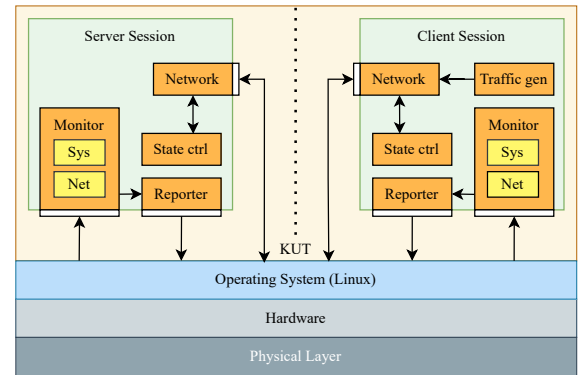 Server Session
Network
Monitor
Sys
Net
State ctrl
Reporter
Client Session
Network
Traffic gen
Monitor
Sys
Net
State ctrl
Reporter
KUT
Operating System (Linux)
Hardware
Physical Layer